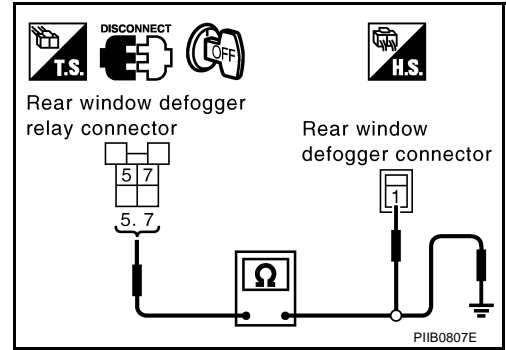 DISCONNECT
T.S.
OFF
H.S.
Rear window defogger
relay connector
Rear window
defogger connector
5 7
1
5. 7
Ω
PIIB0807E